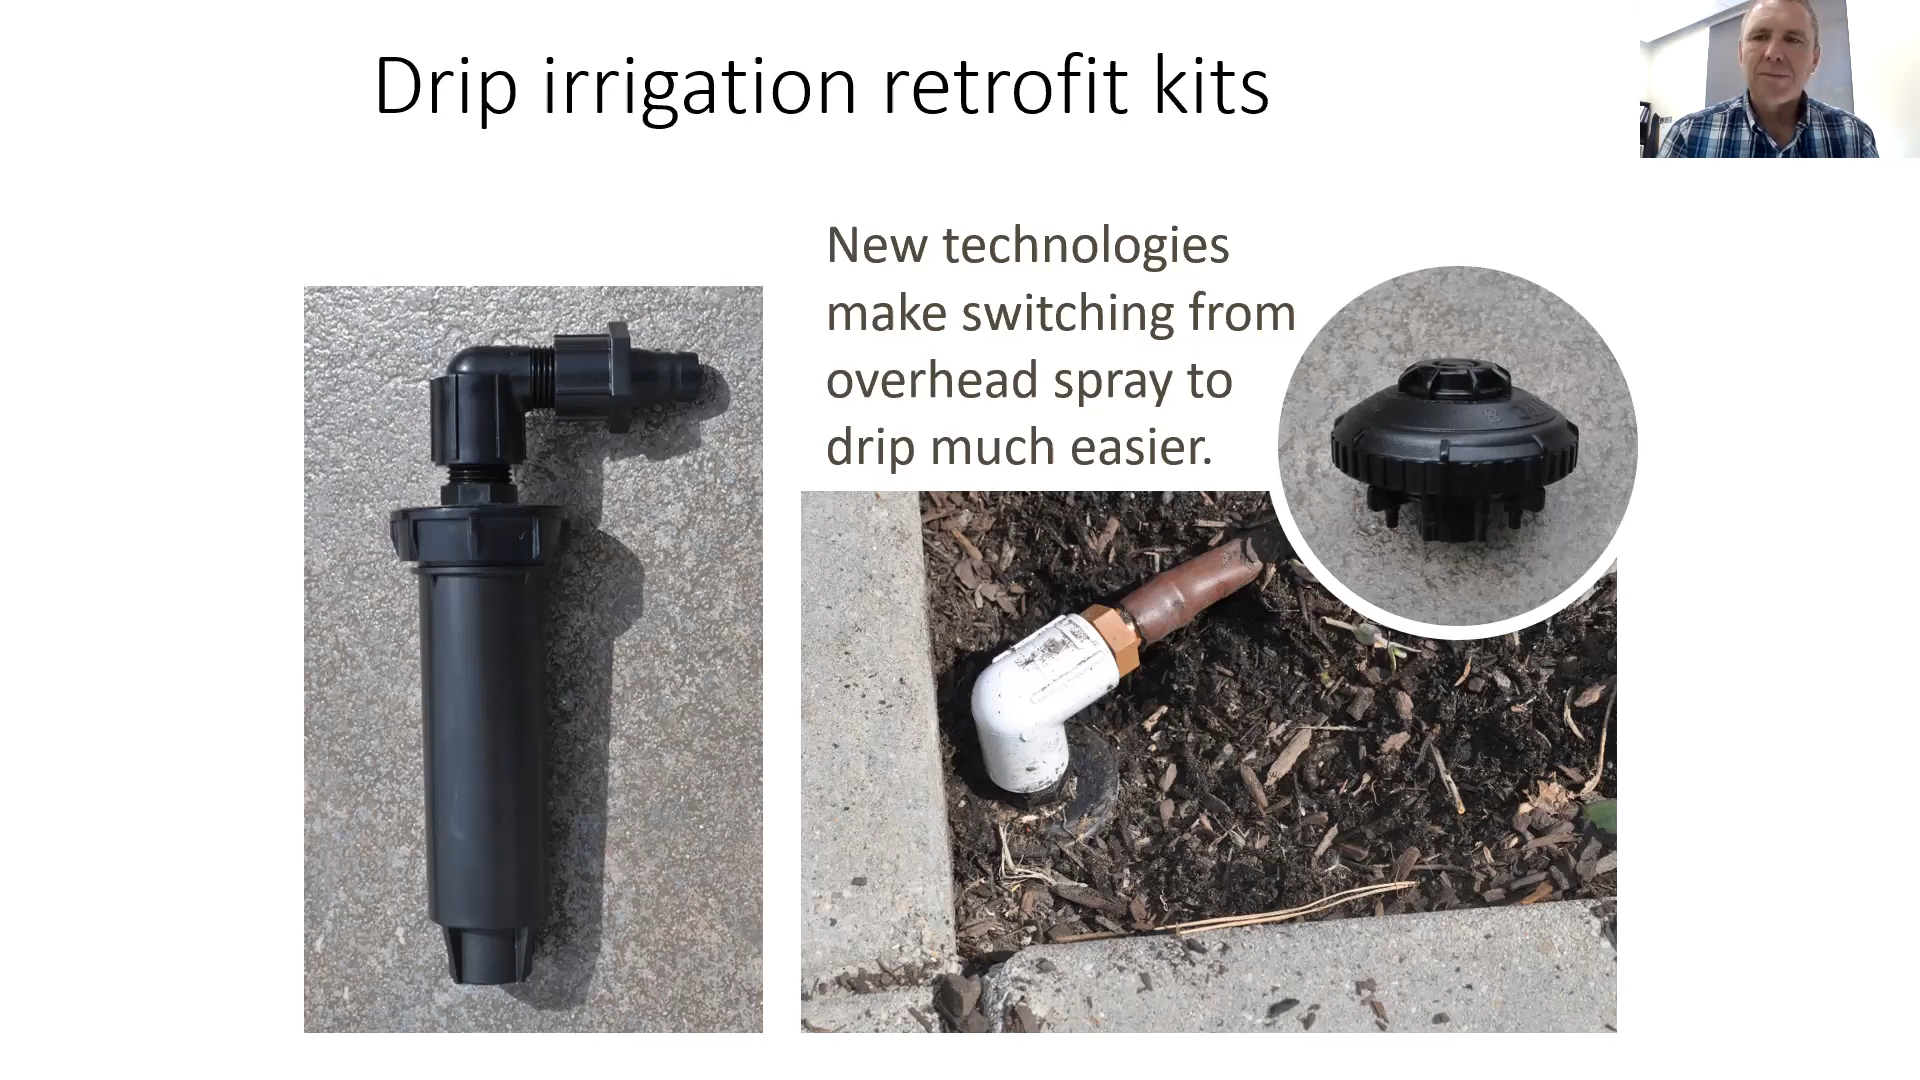 Drip irrigation retrofit kits
New technologies
make switching from
overhead spray to
drip much easier.